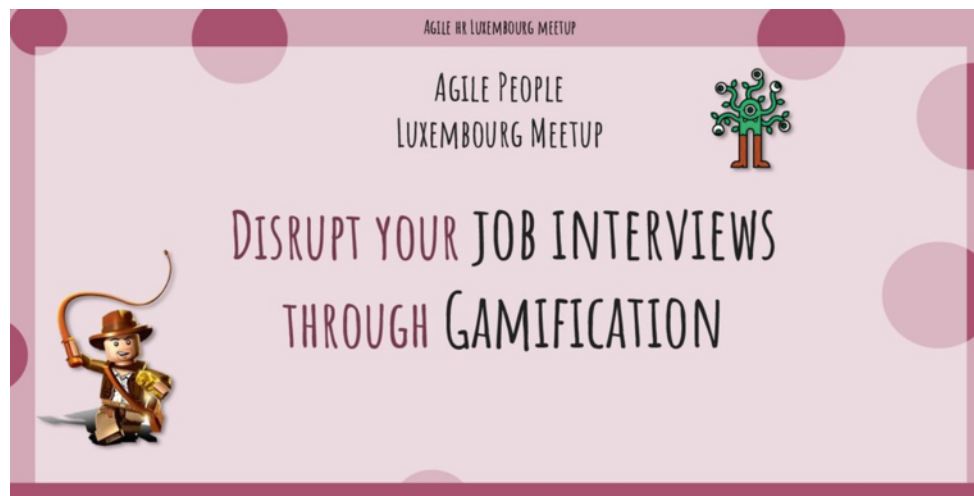 Agile HR Luxembourg meetup
Agile People
Luxembourg Meetup
Disrupt your job interviews
through Gamification